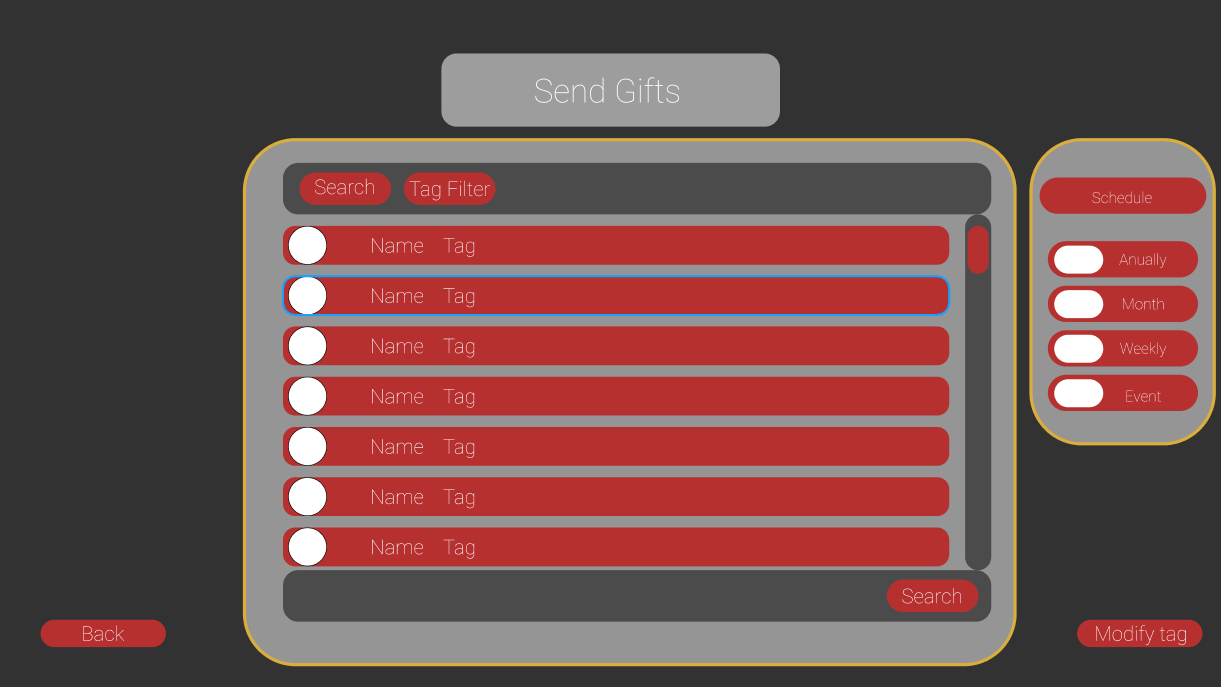 Send Gifts
Search Tag Filter
Schedule
Name Tag
Anually
Name Tag
Month
Name Tag
Weekly
Name Tag
Event
Name Tag
Name Tag
Name Tag
Search
Back
Modify tag